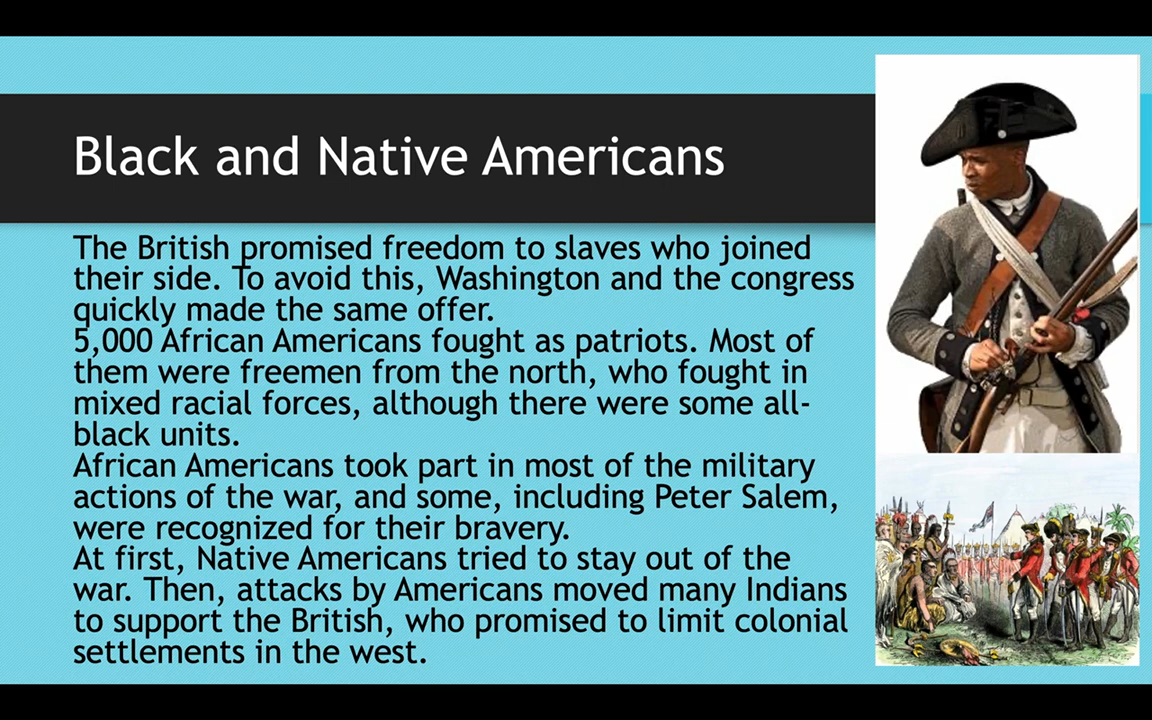 Black and Native Americans
The British promised freedom to slaves who joined
their side. To avoid this, Washington and the congress
quickly made the same offer.
5,000 African Americans fought as patriots. Most of
them were freemen from the north, who fought in
mixed racial forces, although there were some all-
black units.
African Americans took part in most of the military
actions of the war, and some, including Peter Salem,
were recognized for their bravery.
At first, Native Americans tried to stay out of the
war. Then, attacks by Americans moved many Indians
to support the British, who promised to limit colonial
settlements in the west.